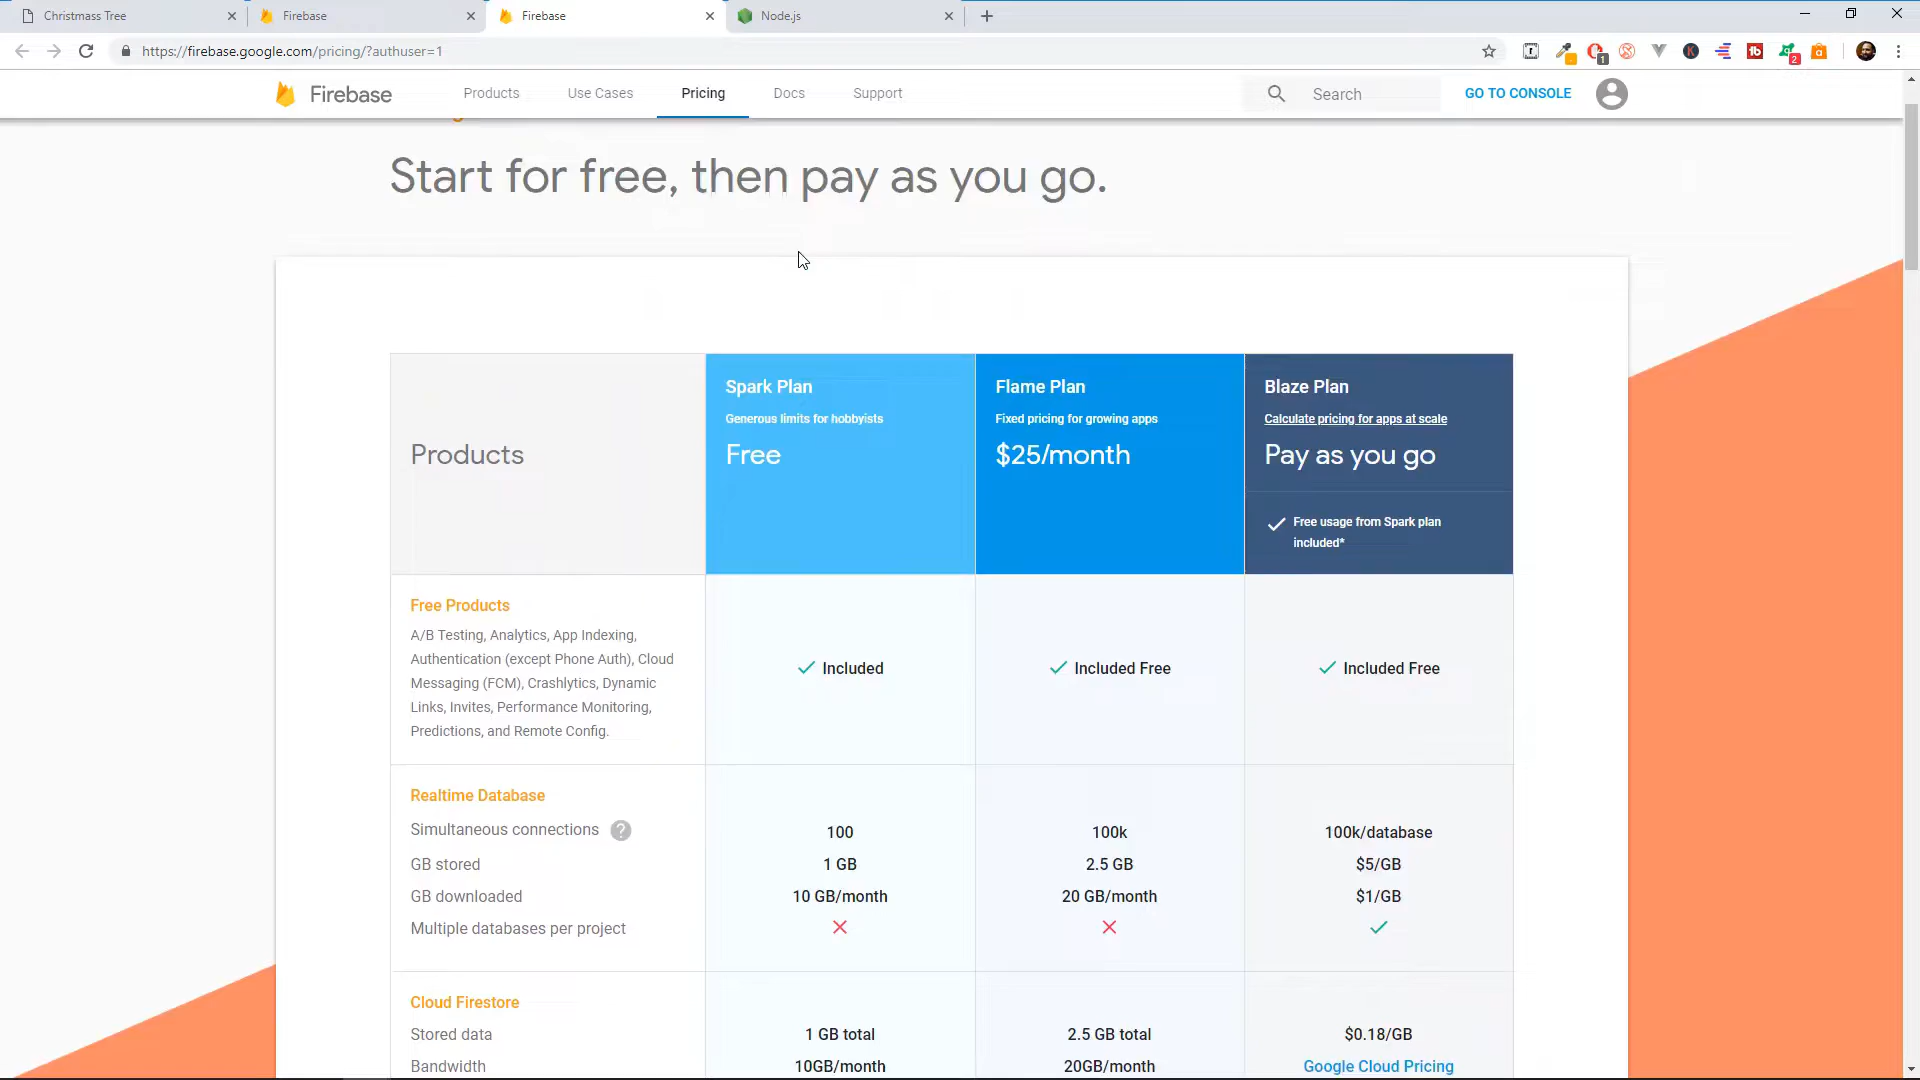 Christmass Tree
Firebase
Firebase
Node.js
https://firebase.google.com/pricing/?authuser=1
1
2
Firebase
Products
Use Cases
Pricing
Docs
Support
Search
GO TO CONSOLE
Start for free, then pay as you go.
Products
Spark Plan
Generous limits for hobbyists
Free
Flame Plan
Fixed pricing for growing apps
$25/month
Blaze Plan
Calculate pricing for apps at scale
Pay as you go
Free usage from Spark plan
included*
Free Products
A/B Testing, Analytics, App Indexing,
Authentication (except Phone Auth), Cloud
Messaging (FCM), Crashlytics, Dynamic
Links, Invites, Performance Monitoring,
Predictions, and Remote Config.
Included
Included Free
Included Free
Realtime Database
Simultaneous connections ?
100
100k
100k/database
GB stored
1 GB
2.5 GB
$5/GB
GB downloaded
10 GB/month
20 GB/month
$1/GB
Multiple databases per project
Cloud Firestore
Stored data
1 GB total
2.5 GB total
$0.18/GB
Bandwidth
10GB/month
20GB/month
Google Cloud Pricing